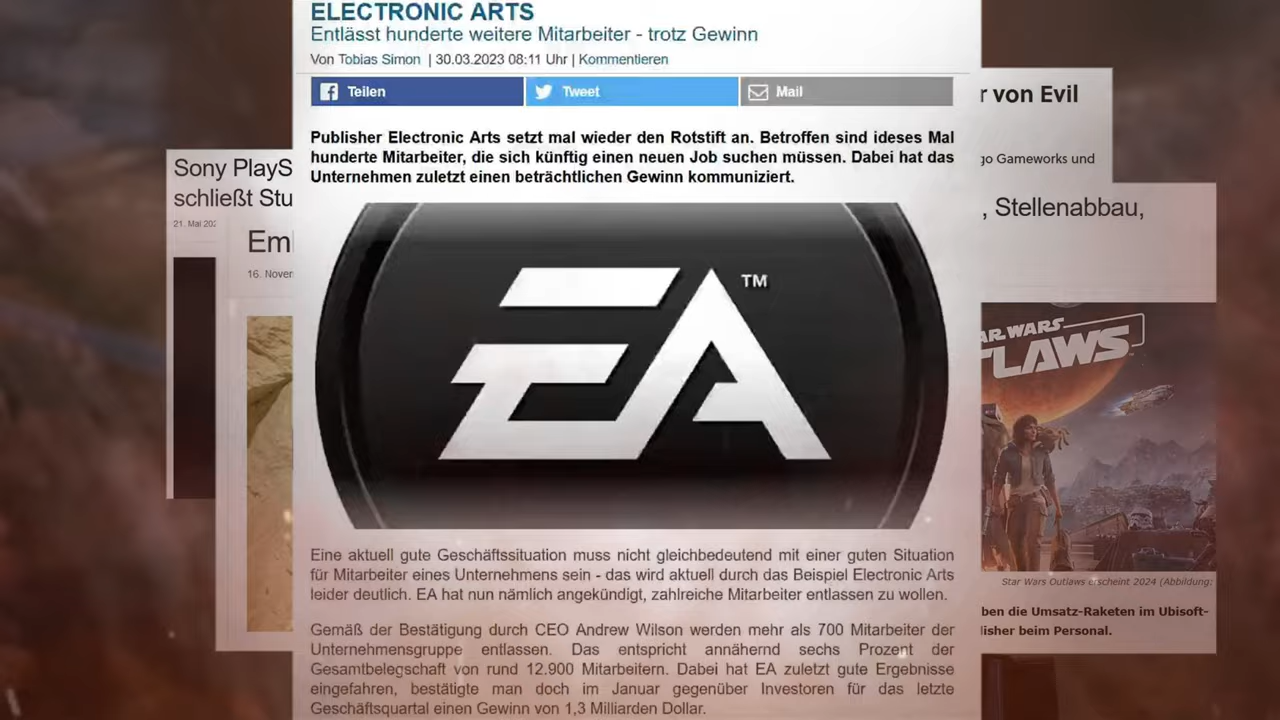 ELECTRONIC ARTS
Entlässt hunderte weitere Mitarbeiter - trotz Gewinn
Von Tobias Simon | 30.03.2023 08:11 Uhr | Kommentieren
Teilen
Tweet
Mail
Publisher Electronic Arts setzt mal wieder den Rotstift an. Betroffen sind ideses Mal
hunderte Mitarbeiter, die sich künftig einen neuen Job suchen müssen. Dabei hat das
Unternehmen zuletzt einen beträchtlichen Gewinn kommuniziert.
EA
TM
Eine aktuell gute Geschäftssituation muss nicht gleichbedeutend mit einer guten Situation
für Mitarbeiter eines Unternehmens sein - das wird aktuell durch das Beispiel Electronic Arts
leider deutlich. EA hat nun nämlich angekündigt, zahlreiche Mitarbeiter entlassen zu wollen.
Gemäß der Bestätigung durch CEO Andrew Wilson werden mehr als 700 Mitarbeiter der
Unternehmensgruppe entlassen. Das entspricht annähernd sechs Prozent der
Gesamtbelegschaft von rund 12.900 Mitarbeitern. Dabei hat EA zuletzt gute Ergebnisse
eingefahren, bestätigte man doch im Januar gegenüber Investoren für das letzte
Geschäftsquartal einen Gewinn von 1,3 Milliarden Dollar.
Sony PlayS
schließt Stu
21. Mai 202
Em
16. Nover
r von Evil
go Gameworks und
, Stellenabbau,
AR WARS
TLAWS
Star Wars Outlaws erscheint 2024 (Abbildung:
ben die Umsatz-Raketen im Ubisoft-
lisher beim Personal.